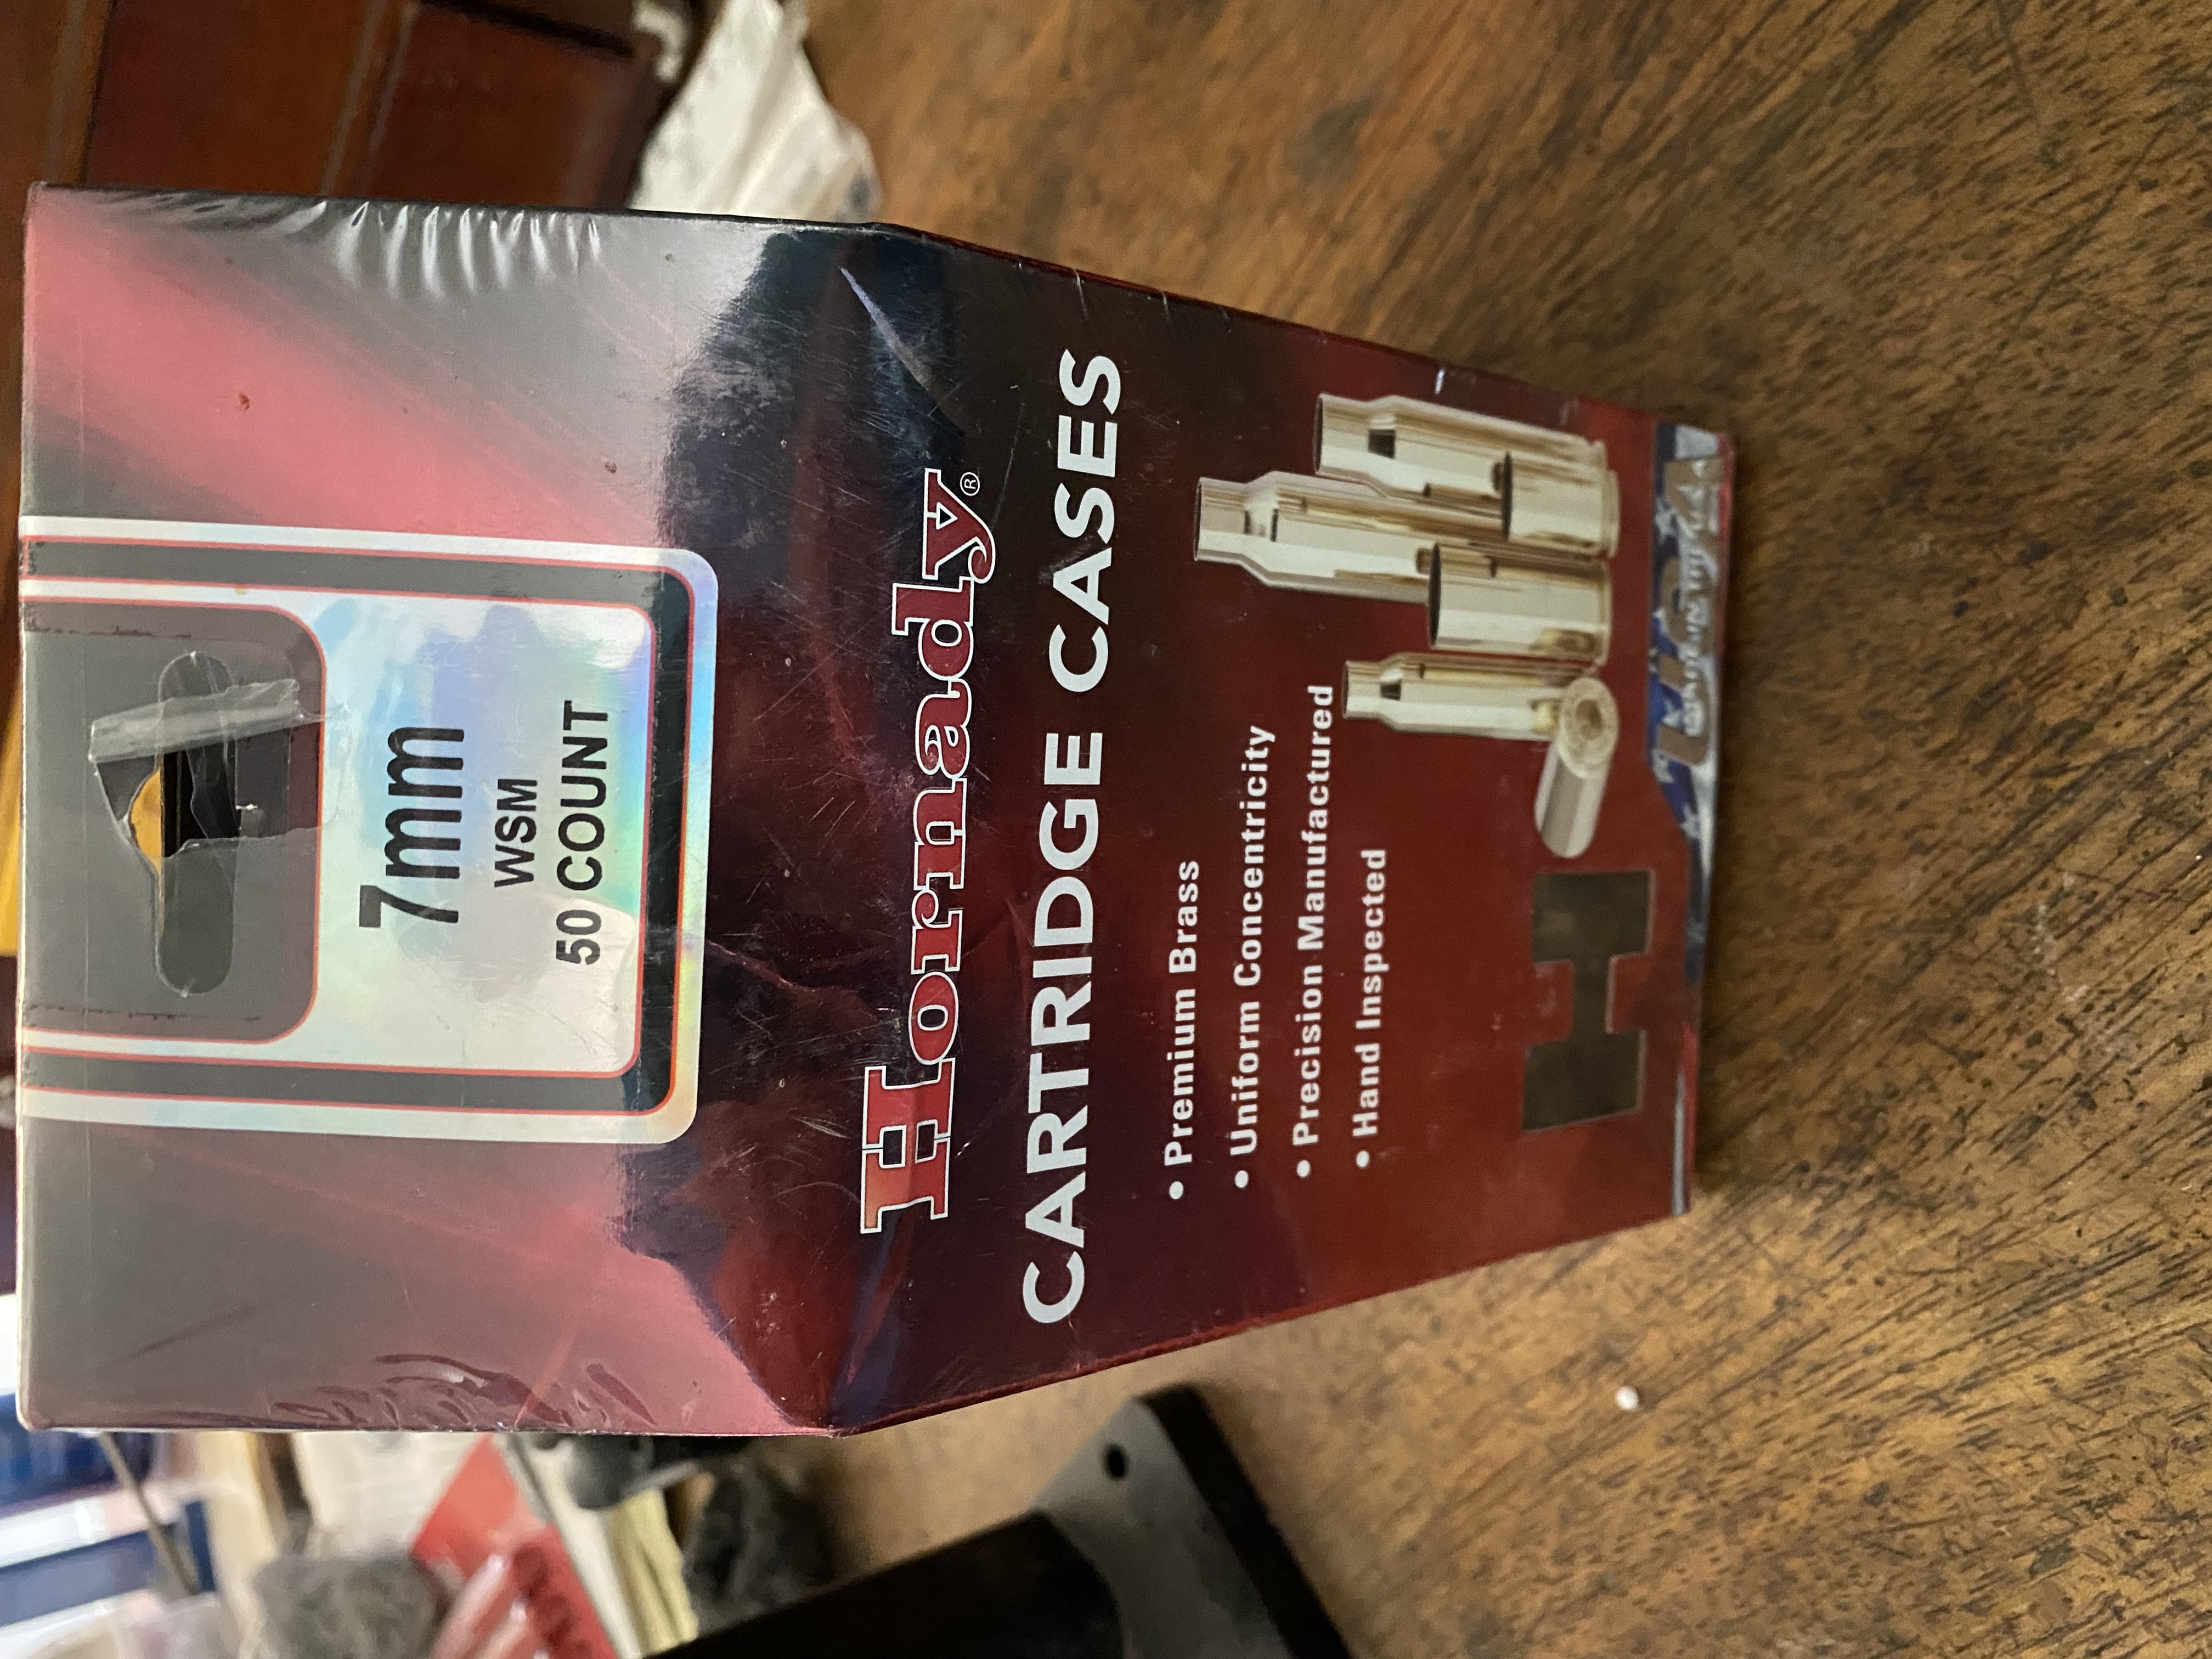 7mm
WSM
50 COUNT
Hornady®
CARTRIDGE CASES
• Premium Brass
• Uniform Concentricity
• Precision Manufactured
• Hand Inspected
H